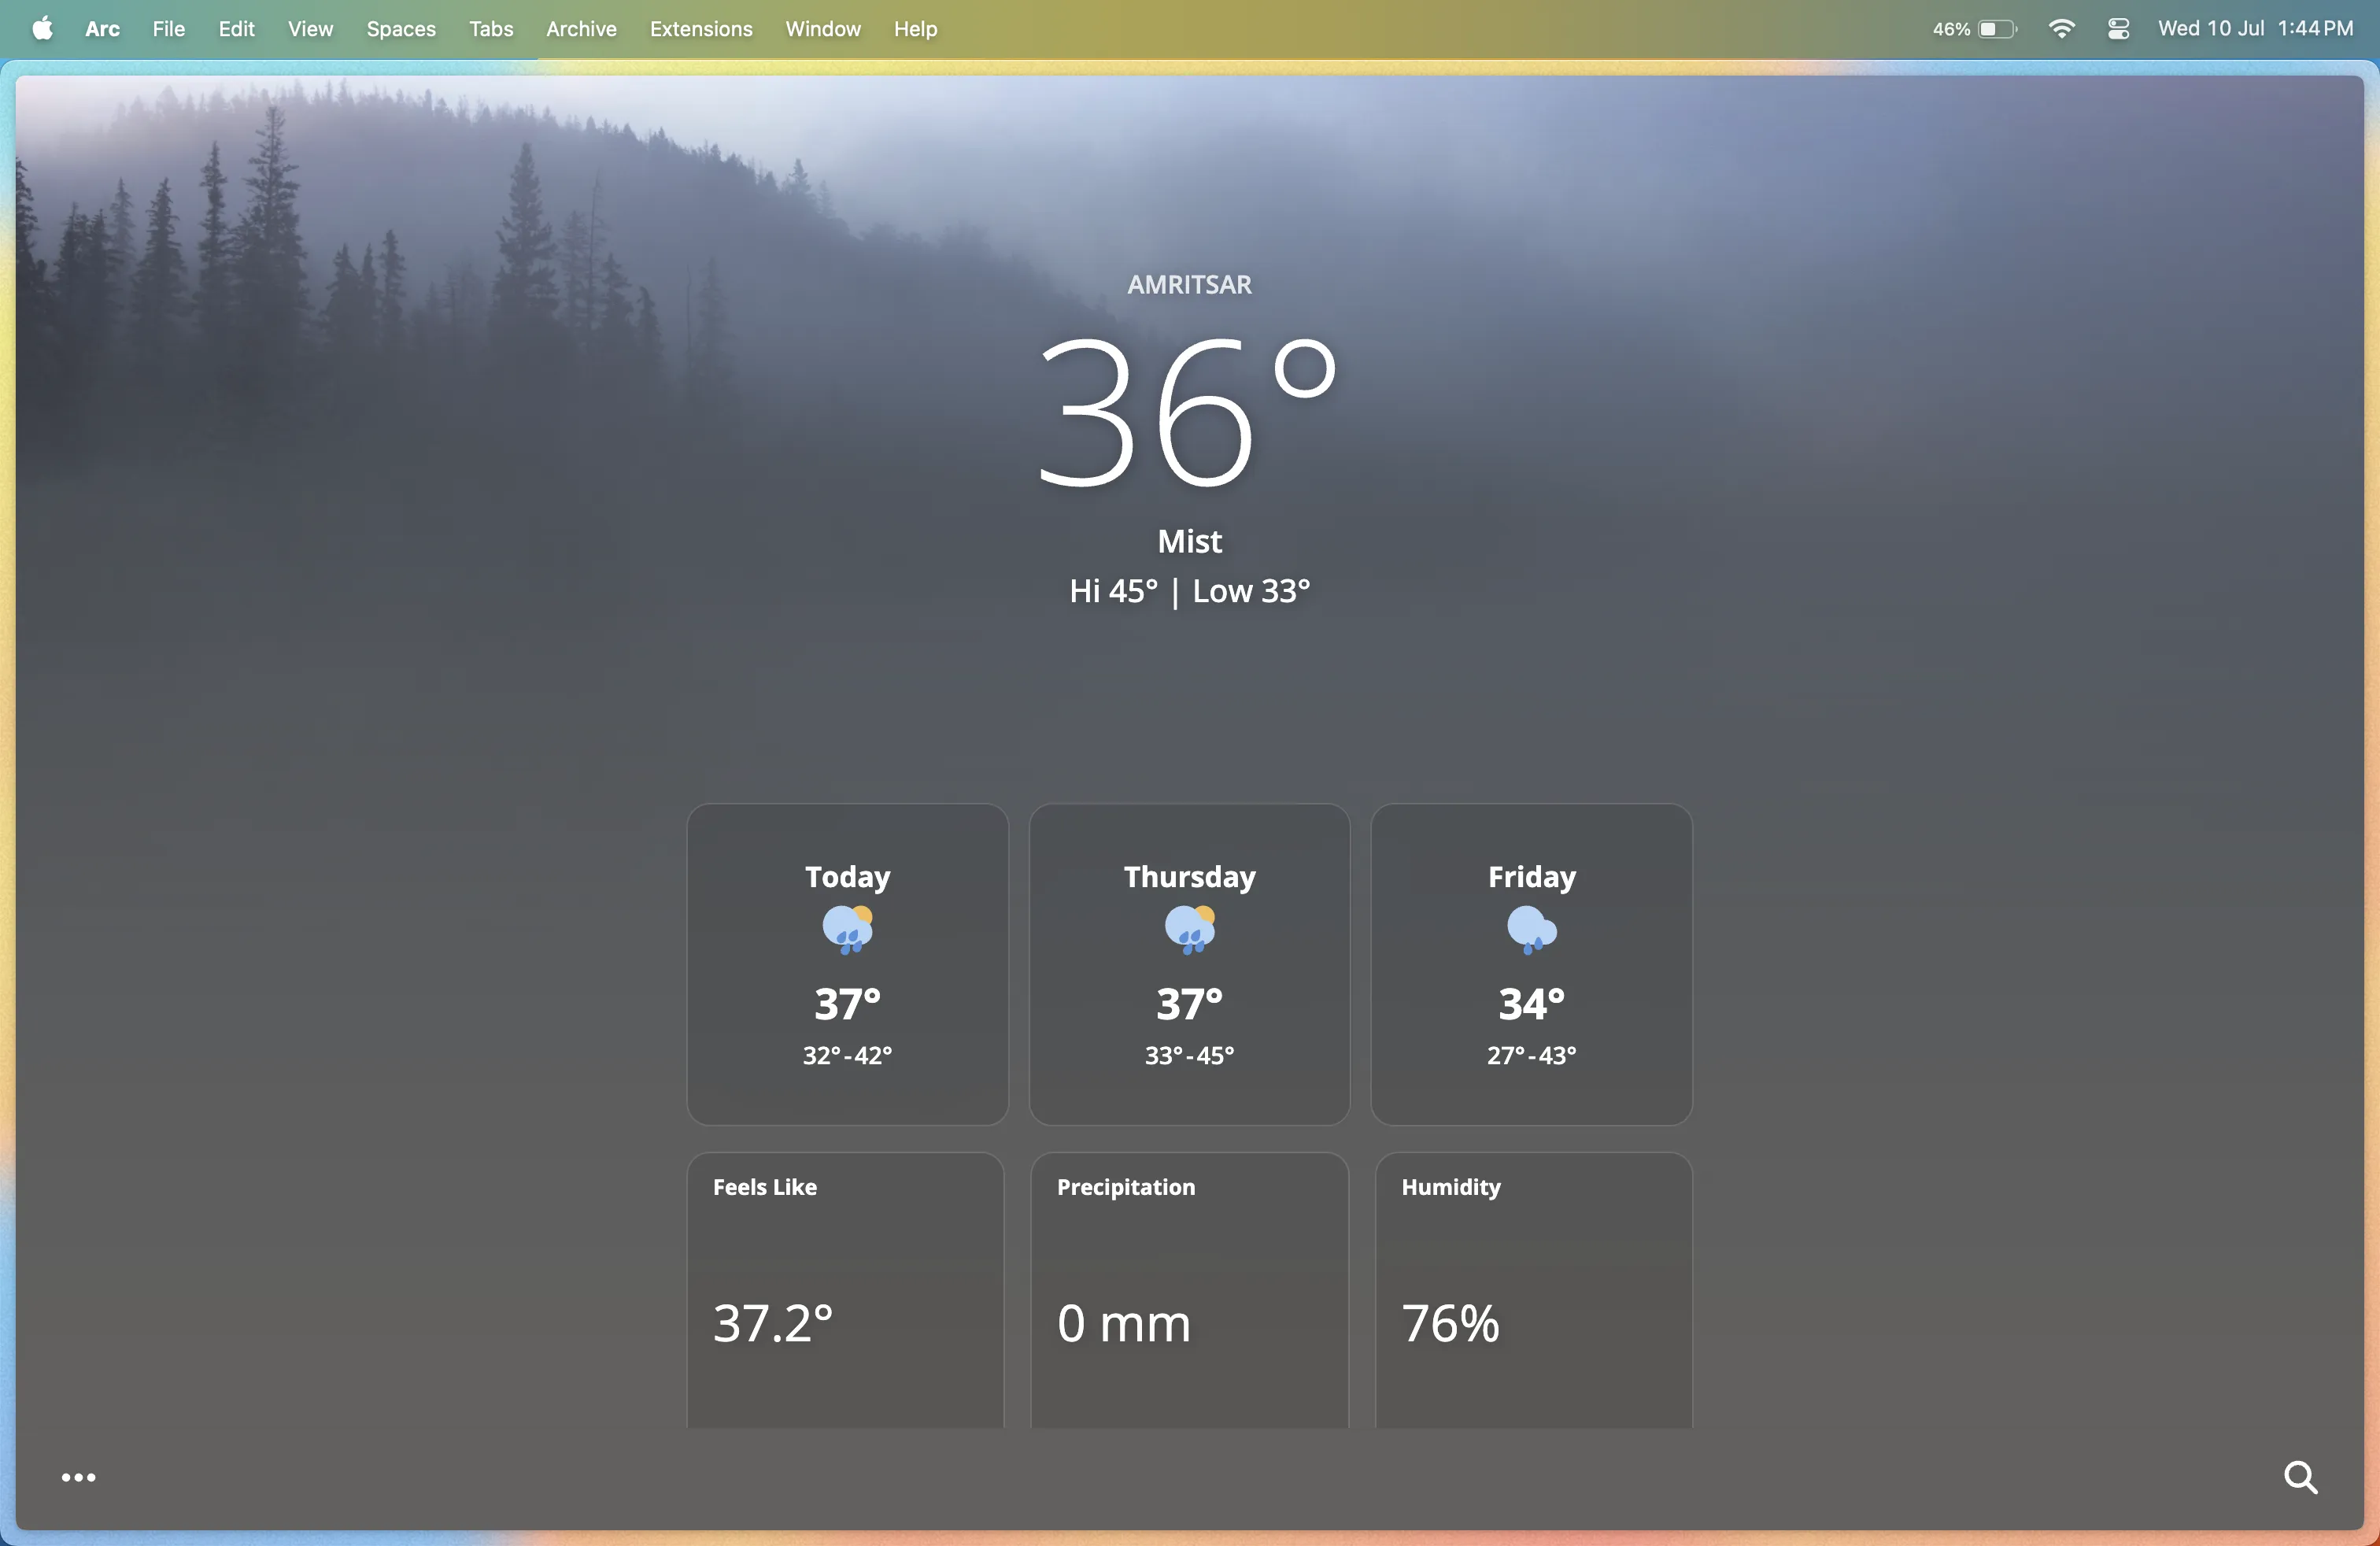 Arc File Edit View Spaces Tabs Archive Extensions Window Help 46% Wed 10 Jul 1:44 PM
AMRITSAR
36°
Mist
Hi 45° | Low 33°
Today Thursday Friday
37° 37° 34°
32° - 42° 33° - 45° 27° - 43°
Feels Like Precipitation Humidity
37.2° 0 mm 76%